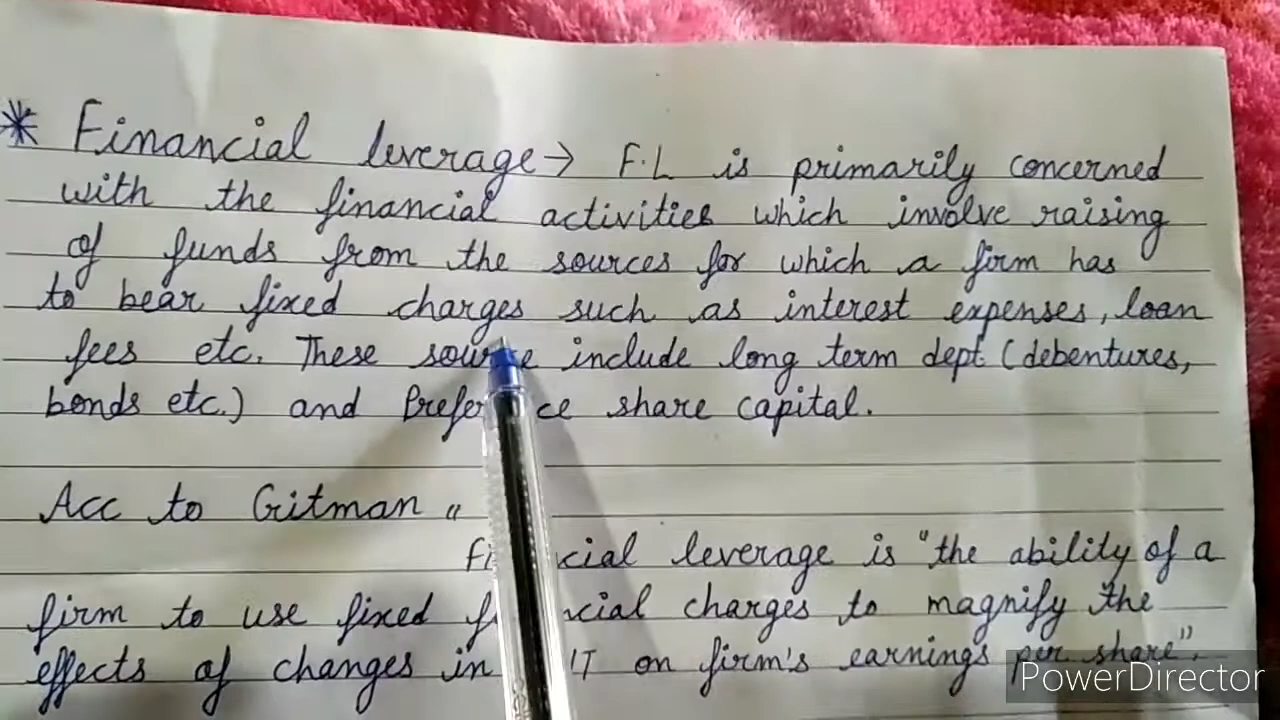 * Financial leverage → F.L is primarily concerned
with the financial activities which involve raising
of funds from the sources for which a firm has
to bear fixed charges such as interest expenses, loan
fees etc. These include long term dept (debentures,
bonds etc.) and share capital.
Acc to Gitman "
leverage is "the ability of a
firm to use fixed charges to magnify the
effects of changes in on firm's earnings per share".
PowerDirector